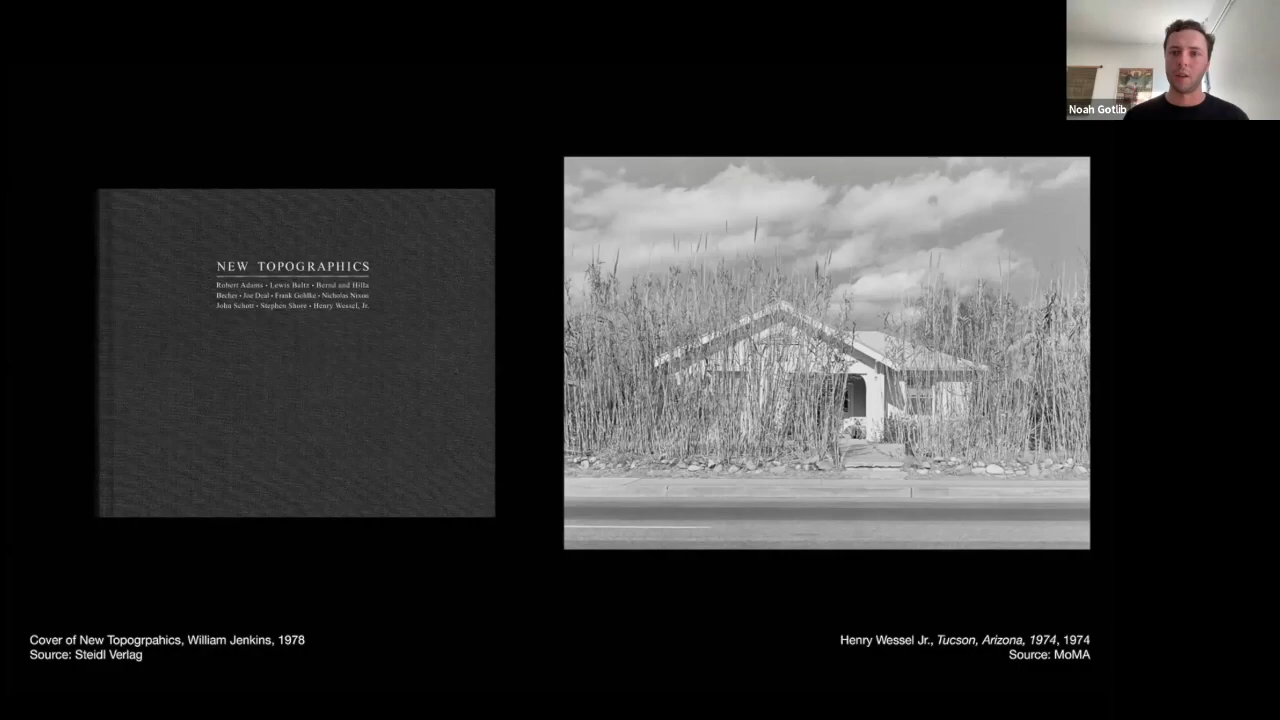 Noah Gotlib
NEW TOPOGRAPHICS
Robert Adams • Lewis Baltz • Bernd and Hilla
Becher • Joe Deal • Frank Gohlke • Nicholas Nixon
John Schott • Stephen Shore • Henry Wessel, Jr.
Cover of New Topogrpahics, William Jenkins, 1978
Source: Steidl Verlag
Henry Wessel Jr., Tucson, Arizona, 1974, 1974
Source: MoMA